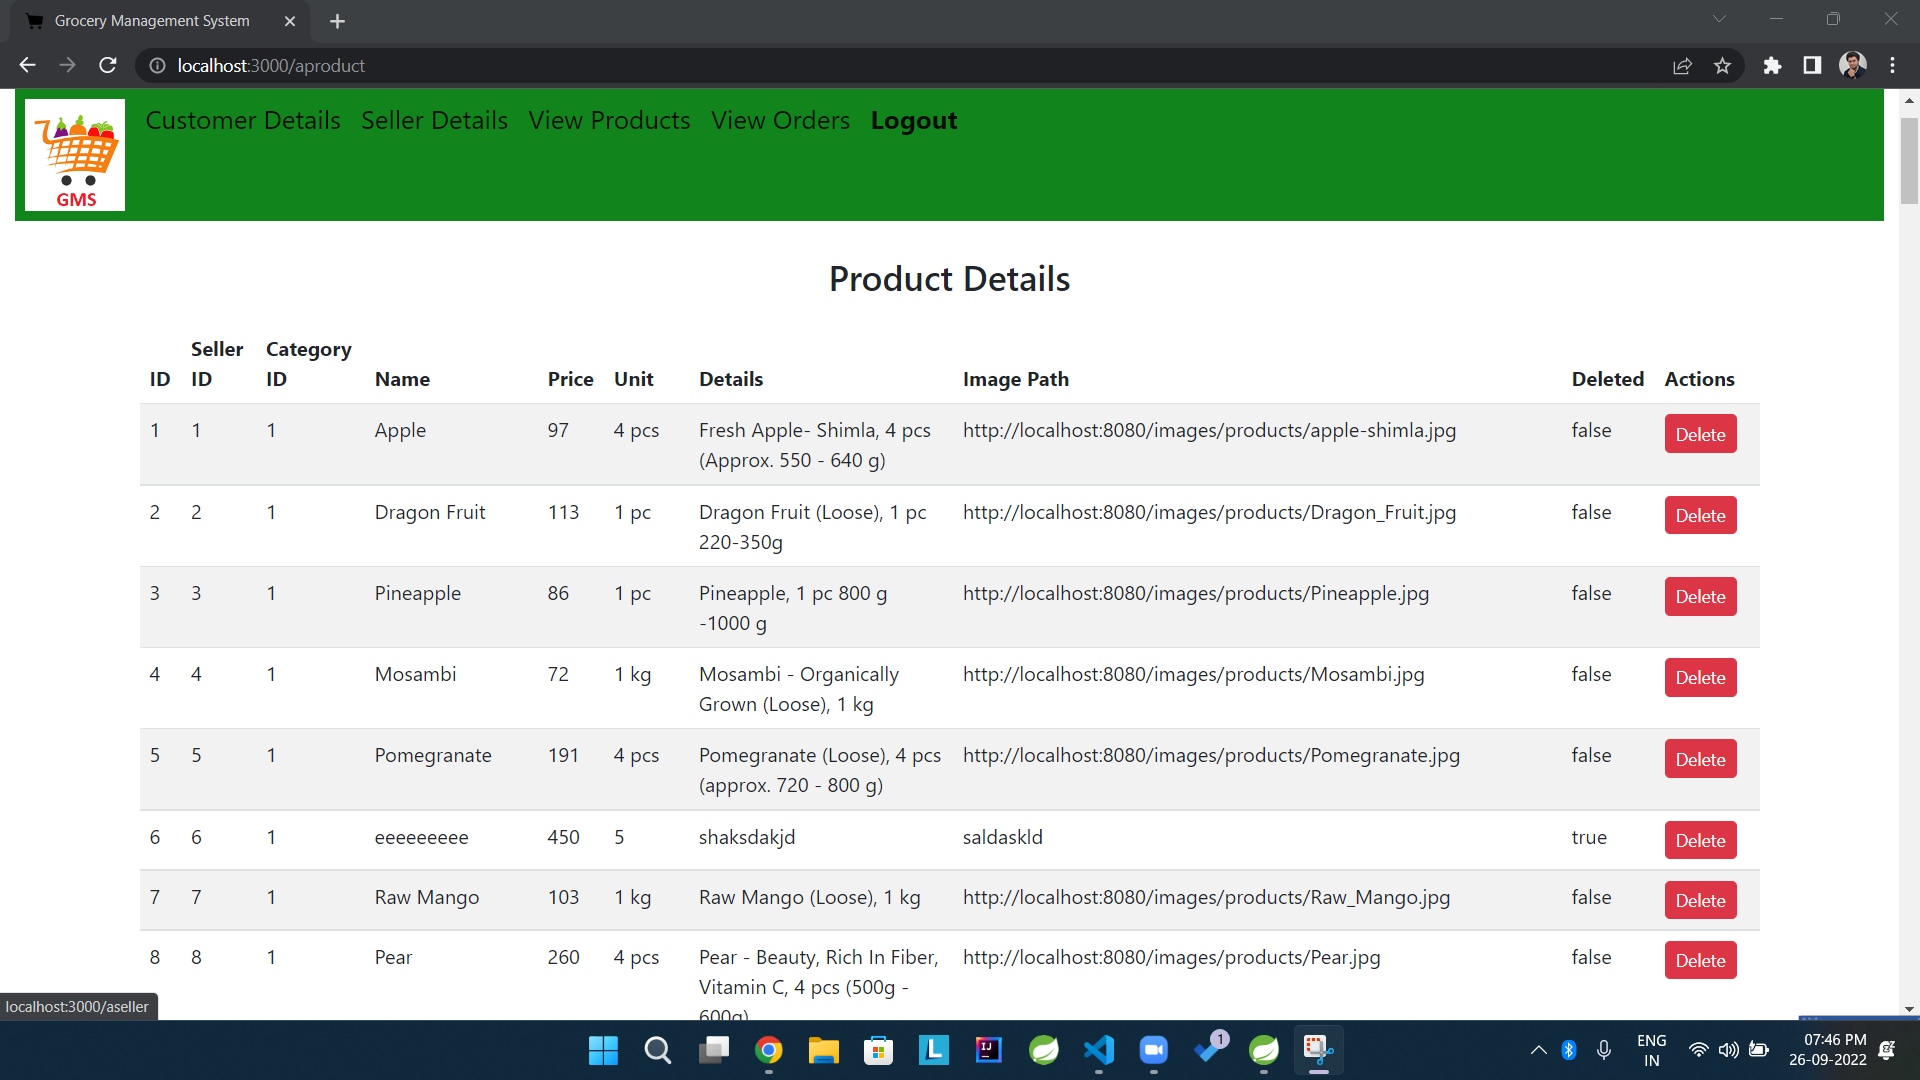 Grocery Management System
localhost:3000/aproduct
GMS
Customer Details Seller Details View Products View Orders Logout
Product Details
ID Seller ID Category ID Name Price Unit Details Image Path Deleted Actions
1 1 1 Apple 97 4 pcs Fresh Apple- Shimla, 4 pcs http://localhost:8080/images/products/apple-shimla.jpg false Delete
(Approx. 550 - 640 g)
2 2 1 Dragon Fruit 113 1 pc Dragon Fruit (Loose), 1 pc http://localhost:8080/images/products/Dragon_Fruit.jpg false Delete
220-350g
3 3 1 Pineapple 86 1 pc Pineapple, 1 pc 800 g http://localhost:8080/images/products/Pineapple.jpg false Delete
-1000 g
4 4 1 Mosambi 72 1 kg Mosambi - Organically http://localhost:8080/images/products/Mosambi.jpg false Delete
Grown (Loose), 1 kg
5 5 1 Pomegranate 191 4 pcs Pomegranate (Loose), 4 pcs http://localhost:8080/images/products/Pomegranate.jpg false Delete
(approx. 720 - 800 g)
6 6 1 eeeeeeeee 450 5 shaksdakjd saldaskld true Delete
7 7 1 Raw Mango 103 1 kg Raw Mango (Loose), 1 kg http://localhost:8080/images/products/Raw_Mango.jpg false Delete
8 8 1 Pear 260 4 pcs Pear - Beauty, Rich In Fiber, http://localhost:8080/images/products/Pear.jpg false Delete
Vitamin C, 4 pcs (500g -
600g)
localhost:3000/aseller
L
IJ
1
ENG
IN
07:46 PM
26-09-2022